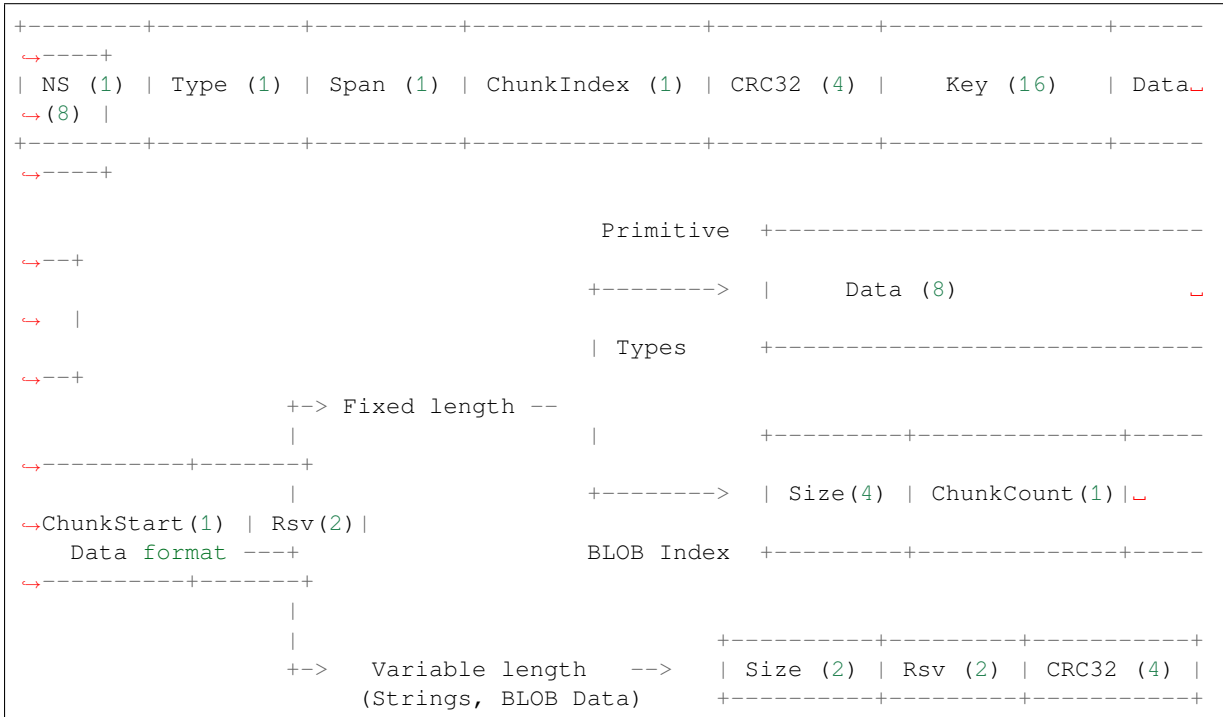 +--------+----------+----------+---------------+-----------+---------------+------
↪----+
| NS (1) | Type (1) | Span (1) | ChunkIndex (1) | CRC32 (4) |    Key (16)    | Data␣
↪(8) |
+--------+----------+----------+---------------+-----------+---------------+------
↪----+
                                       Primitive  +-----------------------------
↪--+
                                      +-------->  |     Data (8)                ␣
↪  |
                                      | Types     +-----------------------------
↪--+
                  +-> Fixed length --
                  |                   |           +---------+--------------+-----
↪----------+-------+
                  |                   +-------->  | Size(4) | ChunkCount(1)|␣
↪ChunkStart(1) | Rsv(2)|
    Data format ---+                  BLOB Index  +---------+--------------+-----
↪----------+-------+
                  |
                  |                            +----------+---------+-----------+
                  +->   Variable length   -->  | Size (2) | Rsv (2) | CRC32 (4) |
                       (Strings, BLOB Data)    +----------+---------+-----------+